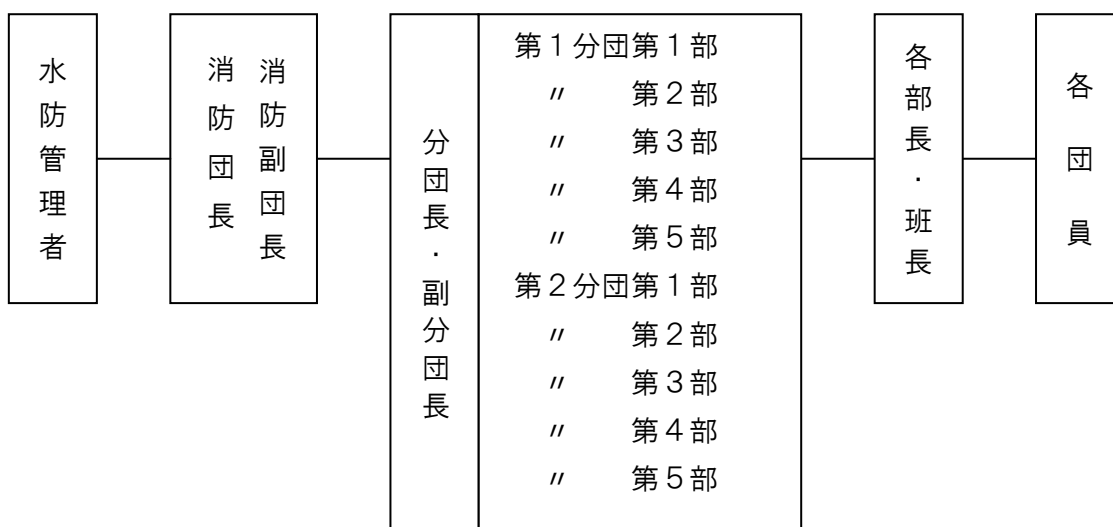 水防管理者
消防団長
消防副団長
分団長・副分団長
第１分団第１部
〃　第２部
〃　第３部
〃　第４部
〃　第５部
第２分団第１部
〃　第２部
〃　第３部
〃　第４部
〃　第５部
各部長・班長
各団員